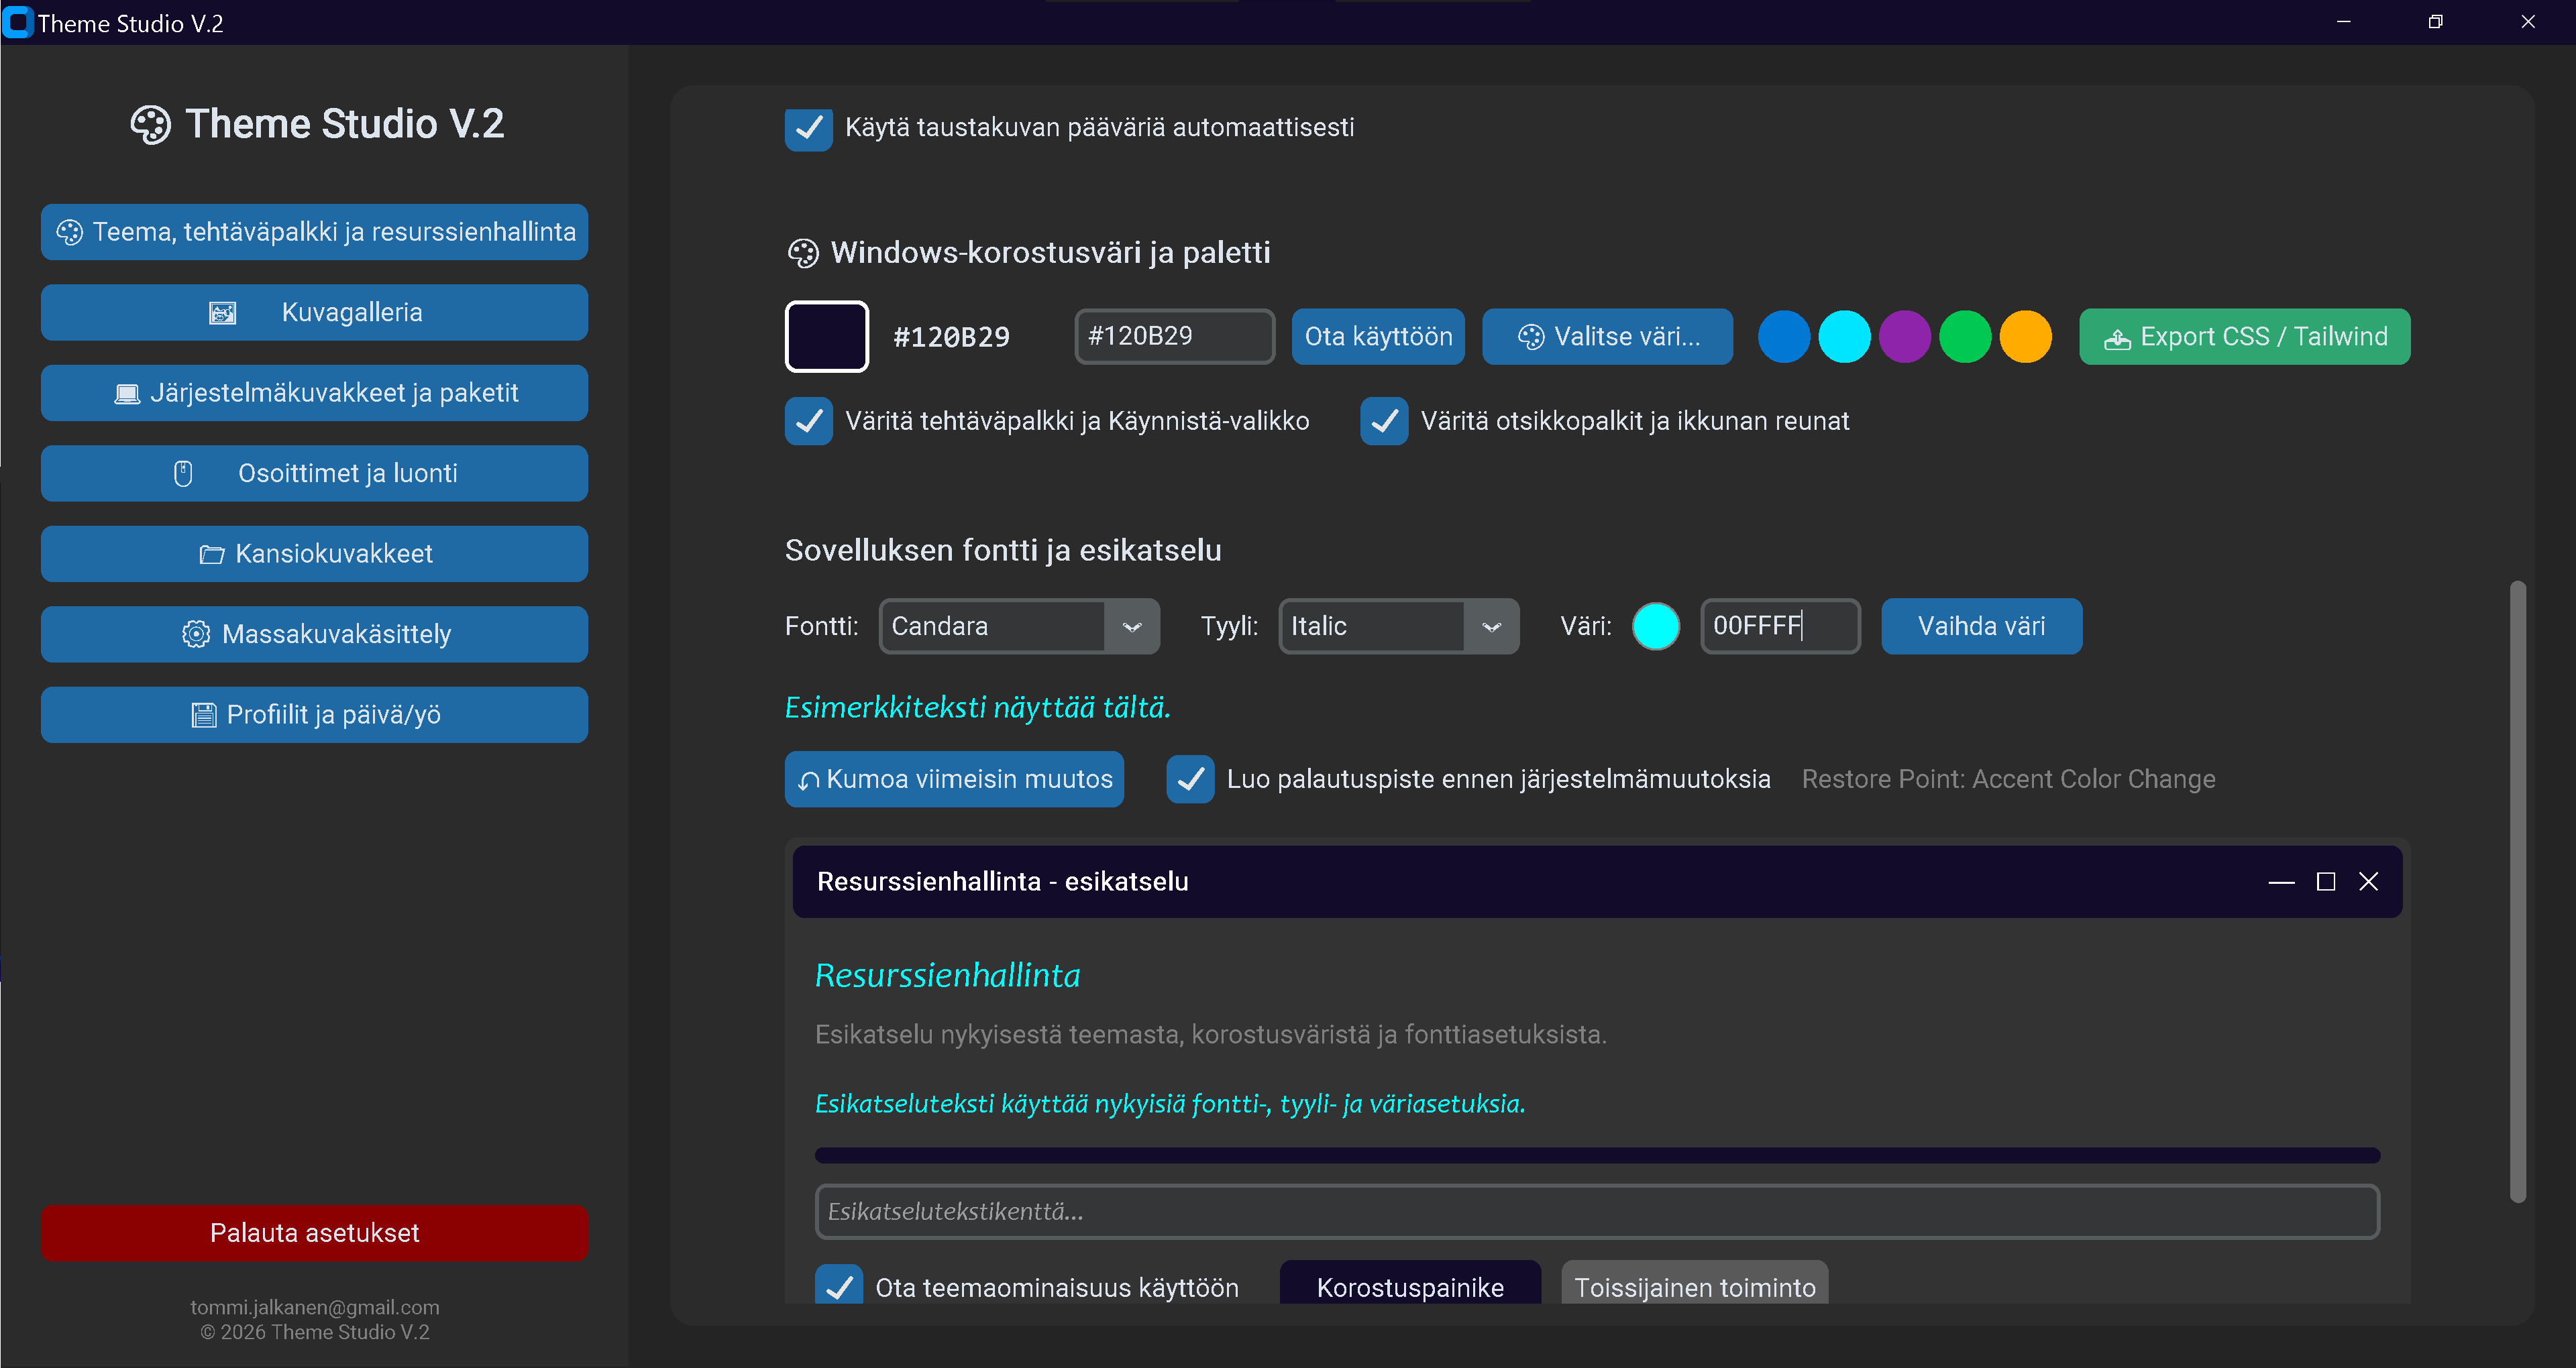 Theme Studio V.2
Theme Studio V.2
Teema, tehtäväpalkki ja resurssienhallinta
Kuvagalleria
Järjestelmäkuvakkeet ja paketit
Osoittimet ja luonti
Kansiokuvakkeet
Massakuvakäsittely
Profiilit ja päivä/yö
Palauta asetukset
tommi.jalkanen@gmail.com
© 2026 Theme Studio V.2
Käytä taustakuvan pääväriä automaattisesti
Windows-korostusväri ja paletti
#120B29 #120B29 Ota käyttöön Valitse väri... Export CSS / Tailwind
Väritä tehtäväpalkki ja Käynnistä-valikko Väritä otsikkopalkit ja ikkunan reunat
Sovelluksen fontti ja esikatselu
Fontti: Candara Tyyli: Italic Väri: 00FFFF Vaihda väri
Esimerkkiteksti näyttää tältä.
Kumoa viimeisin muutos Luo palautuspiste ennen järjestelmämuutoksia Restore Point: Accent Color Change
Resurssienhallinta - esikatselu
Resurssienhallinta
Esikatselu nykyisestä teemasta, korostusväristä ja fonttiasetuksista.
Esikatseluteksti käyttää nykyisiä fontti-, tyyli- ja väriasetuksia.
Esikatselutekstikenttä...
Ota teemaominaisuus käyttöön Korostuspainike Toissijainen toiminto